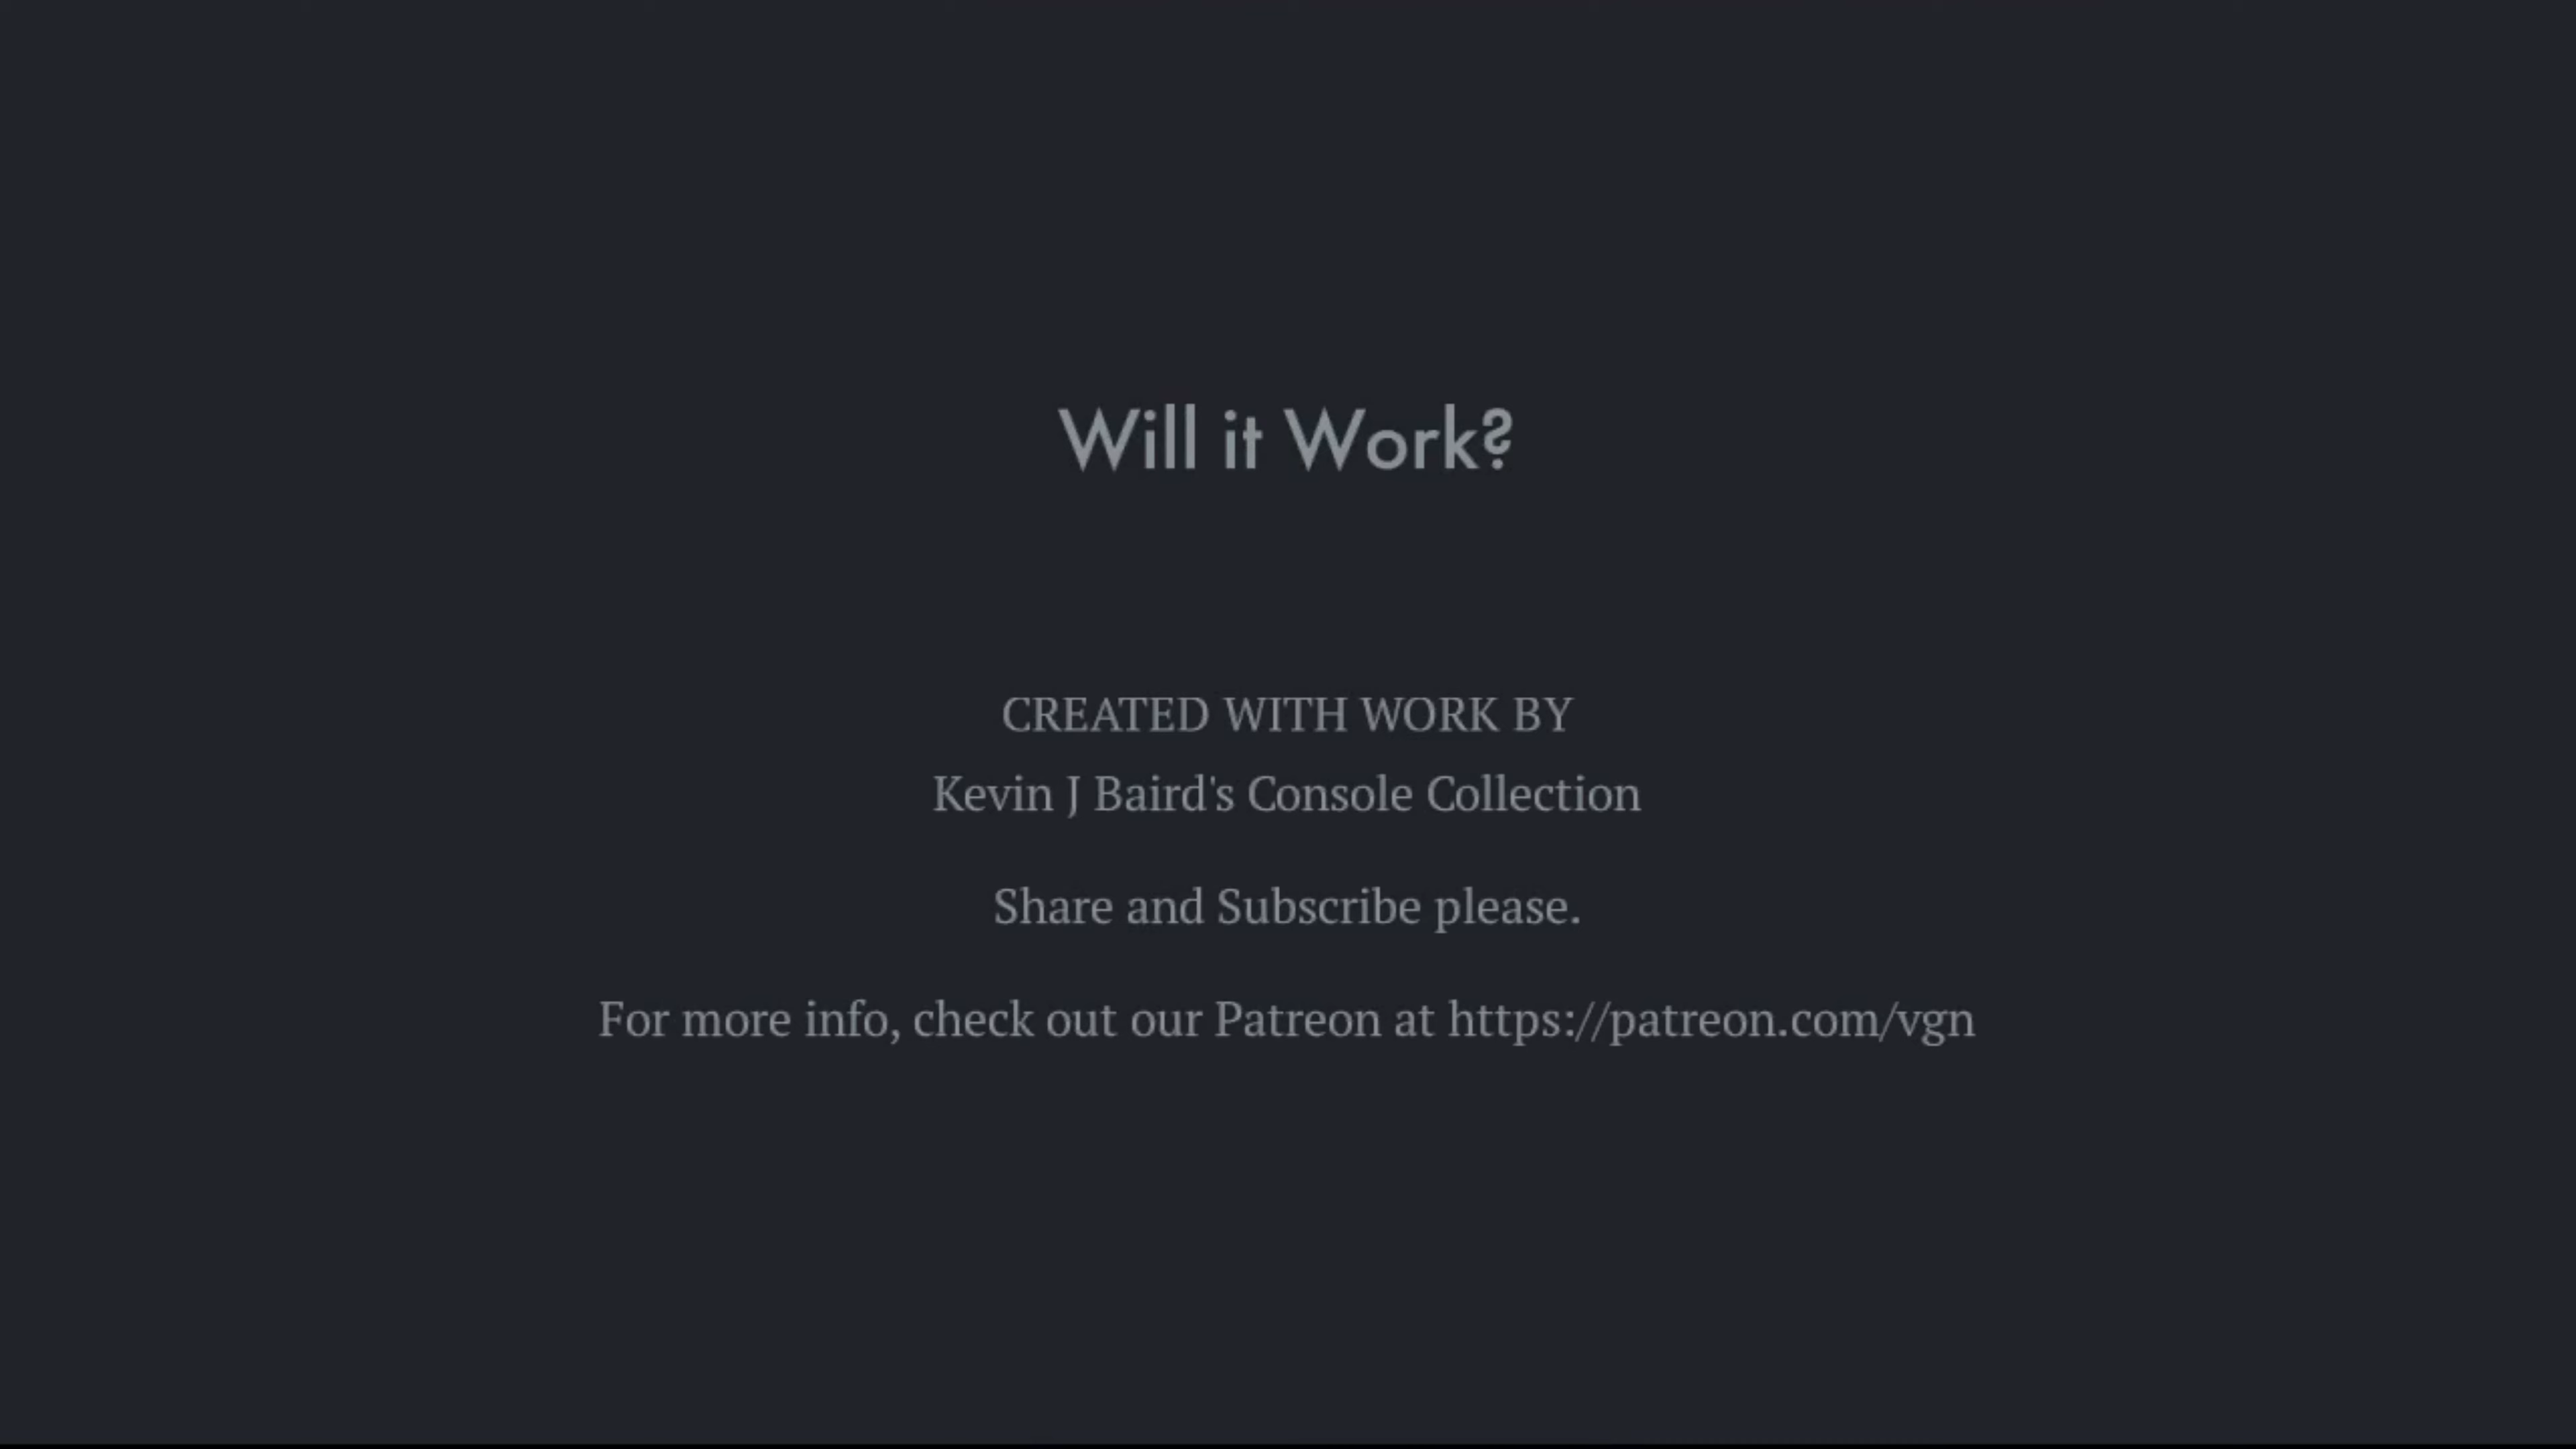 Will it Work?
CREATED WITH WORK BY
Kevin J Baird's Console Collection
Share and Subscribe please.
For more info, check out our Patreon at https://patreon.com/vgn